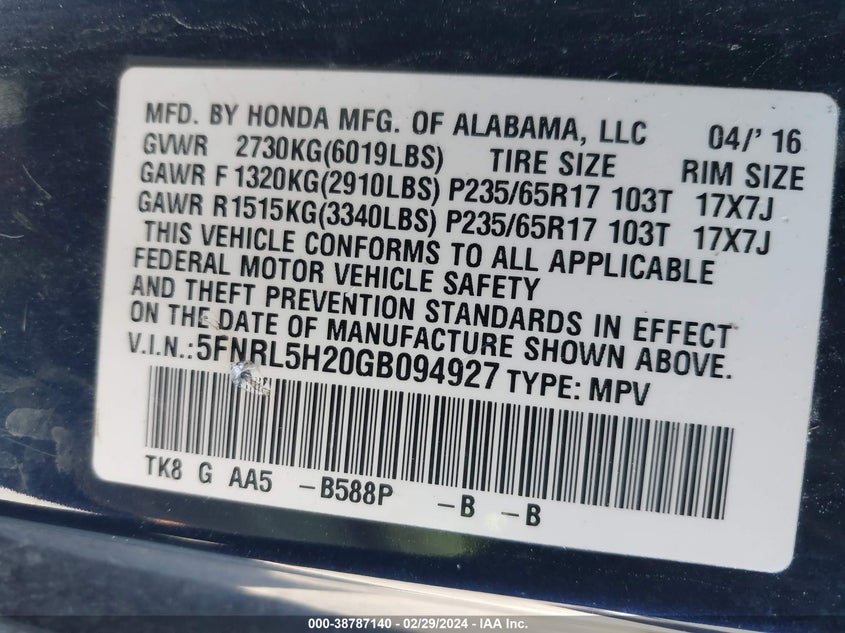 MFD. BY HONDA MFG. OF ALABAMA, LLC 04/' 16
GVWR 2730KG(6019LBS) TIRE SIZE RIM SIZE
GAWR F 1320KG(2910LBS) P235/65R17 103T 17X7J
GAWR R1515KG(3340LBS) P235/65R17 103T 17X7J
THIS VEHICLE CONFORMS TO ALL APPLICABLE
FEDERAL MOTOR VEHICLE SAFETY
AND THEFT PREVENTION STANDARDS IN EFFECT
ON THE DATE OF MANUFACTURE SHOWN ABOVE.
V.I.N.:5FNRL5H20GB094927 TYPE: MPV
TK8 G AA5 -B588P -B -B
000-38787140 - 02/29/2024 - IAA Inc.